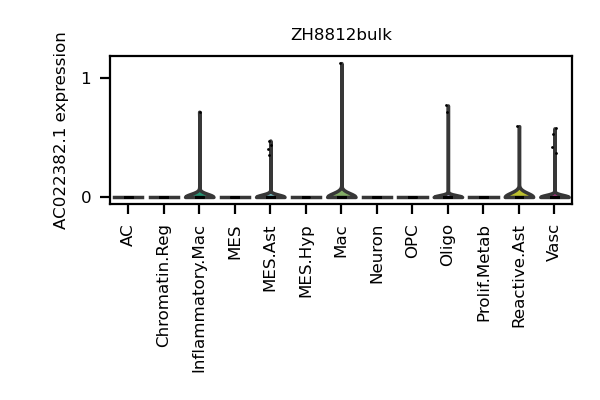 ZH8812bulk
AC022382.1 expression
1
0
AC
Chromatin.Reg
Inflammatory.Mac
MES
MES.Ast
MES.Hyp
Mac
Neuron
OPC
Oligo
Prolif.Metab
Reactive.Ast
Vasc